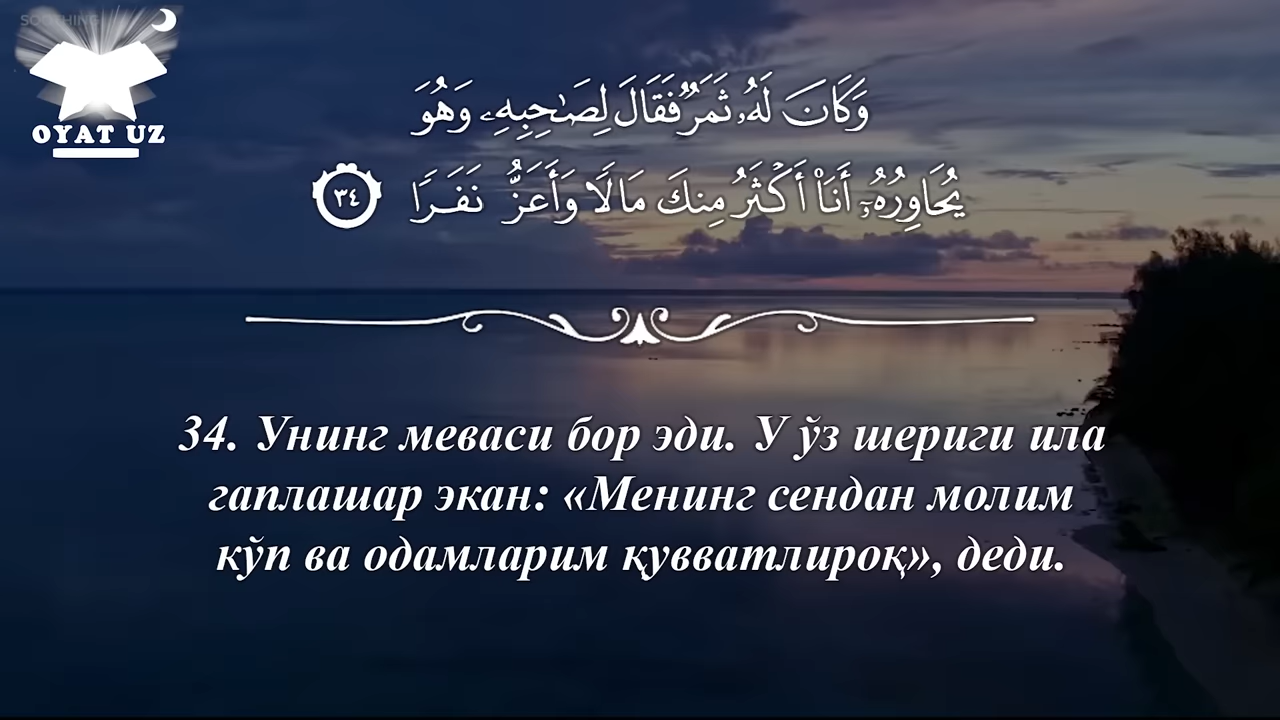 SOOTHING
OYAT UZ
وَكَانَ لَهُۥ ثَمَرٌ فَقَالَ لِصَٰحِبِهِۦ وَهُوَ
يُحَاوِرُهُۥٓ أَنَا۠ أَكْثَرُ مِنكَ مَالًا وَأَعَزُّ نَفَرًا ٣٤
34. Унинг меваси бор эди. У ўз шериги ила
гаплашар экан: «Менинг сендан молим
кўп ва одамларим қувватлироқ», деди.